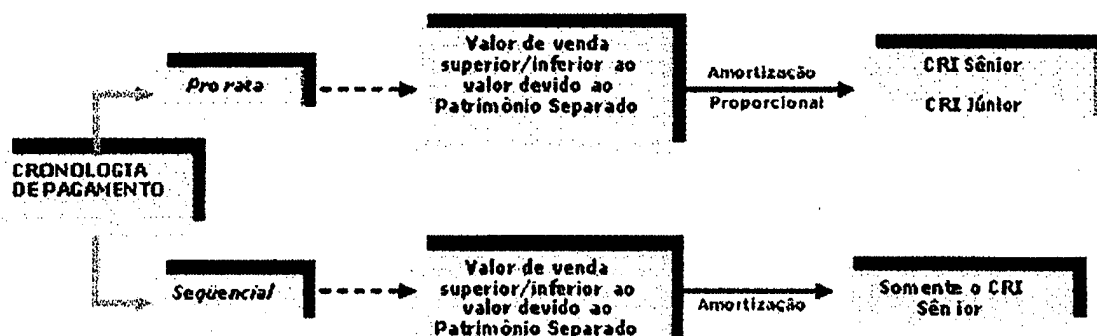 Pro rata
Valor de venda
superior/inferior ao
valor devido ao
Patrimônio Separado
Amortização
Proporcional
CRI Sênior
CRI Júnior
CRONOLOGIA
DE PAGAMENTO
Seqüencial
Valor de venda
superior/inferior ao
valor devido ao
Patrimônio Separado
Amortização
Somente o CRI
Sênior